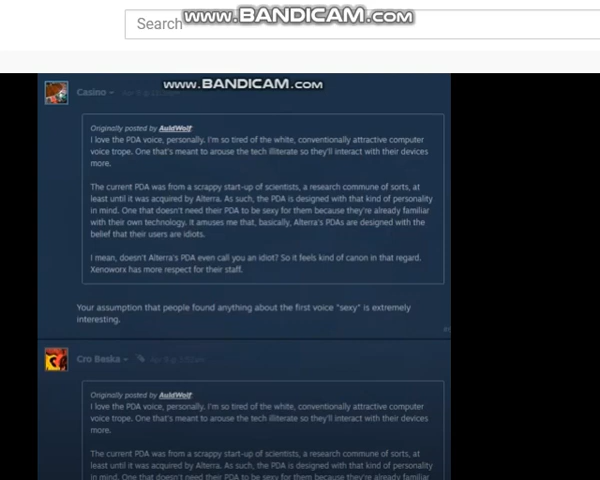 www.BANDICAM.com
Search
www.BANDICAM.com
Casino
Originally posted by AuldWolf
I love the PDA voice, personally. I'm so tired of the white, conventionally attractive computer
voice trope. One that's meant to arouse the tech illiterate so they'll interact with their devices
more.
The current PDA was from a scrappy start-up of scientists, a research commune of sorts, at
least until it was acquired by Alterra. As such, the PDA is designed with that kind of personality
in mind. One that doesn't need their PDA to be sexy for them because they're already familiar
with their own technology. It amuses me that, basically, Alterra's PDAs are designed with the
belief that their users are idiots.
I mean, doesn't Alterra's PDA even call you an idiot? So it feels kind of canon in that regard.
Xenoworx has more respect for their staff.
Your assumption that people found anything about the first voice "sexy" is extremely
interesting.
Cro Beska
Originally posted by AuldWolf
I love the PDA voice, personally. I'm so tired of the white, conventionally attractive computer
voice trope. One that's meant to arouse the tech illiterate so they'll interact with their devices
more.
The current PDA was from a scrappy start-up of scientists, a research commune of sorts, at
least until it was acquired by Alterra. As such, the PDA is designed with that kind of personality
in mind. One that doesn't need their PDA to be sexy for them because they're already familiar